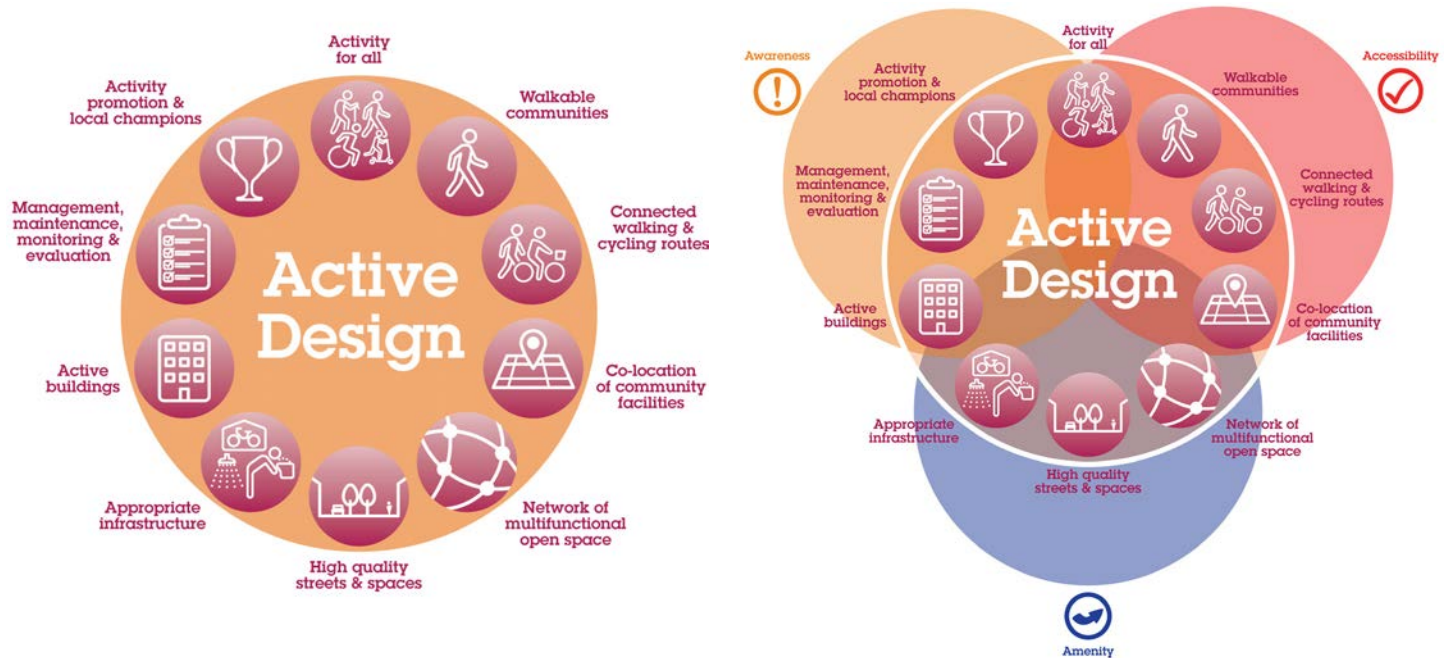 Activity
for all
Activity
promotion &
local champions
Walkable
communities
Management,
maintenance,
monitoring &
evaluation
Connected
walking &
cycling routes
Active
Design
Active
buildings
Co-location
of community
facilities
Appropriate
infrastructure
Network of
multifunctional
open space
High quality
streets & spaces
Activity
for all
Awareness
Accessibility
Activity
promotion &
local champions
Walkable
communities
Management,
maintenance,
monitoring &
evaluation
Connected
walking &
cycling routes
Active
Design
Active
buildings
Co-location
of community
facilities
Appropriate
infrastructure
Network of
multifunctional
open space
High quality
streets & spaces
Amenity